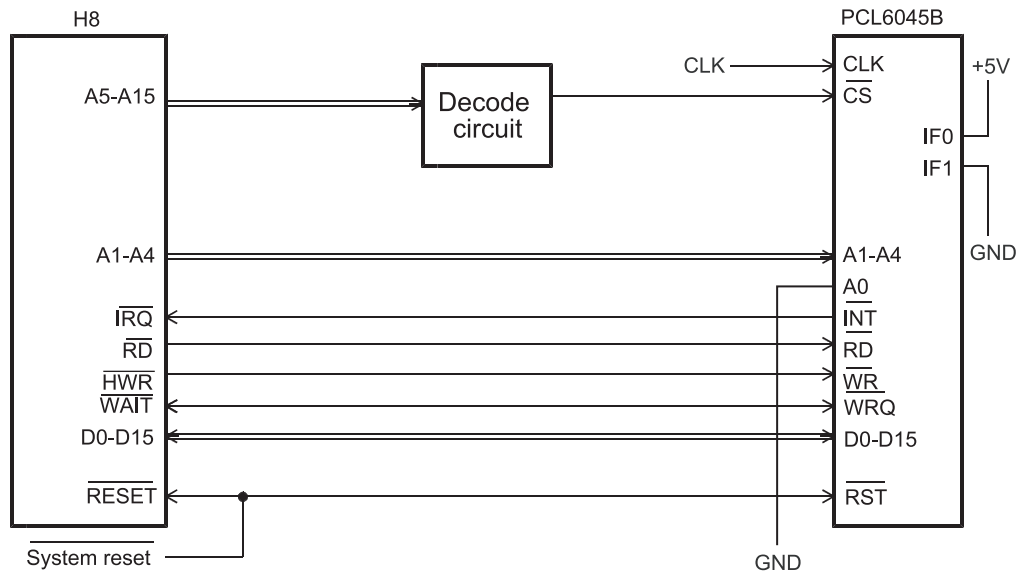 H8
PCL6045B
CLK
CLK
+5V
A5-A15
Decode
circuit
CS
IF0
IF1
A1-A4
A1-A4
GND
A0
IRQ
INT
RD
RD
HWR
WR
WAIT
WRQ
D0-D15
D0-D15
RESET
RST
System reset
GND